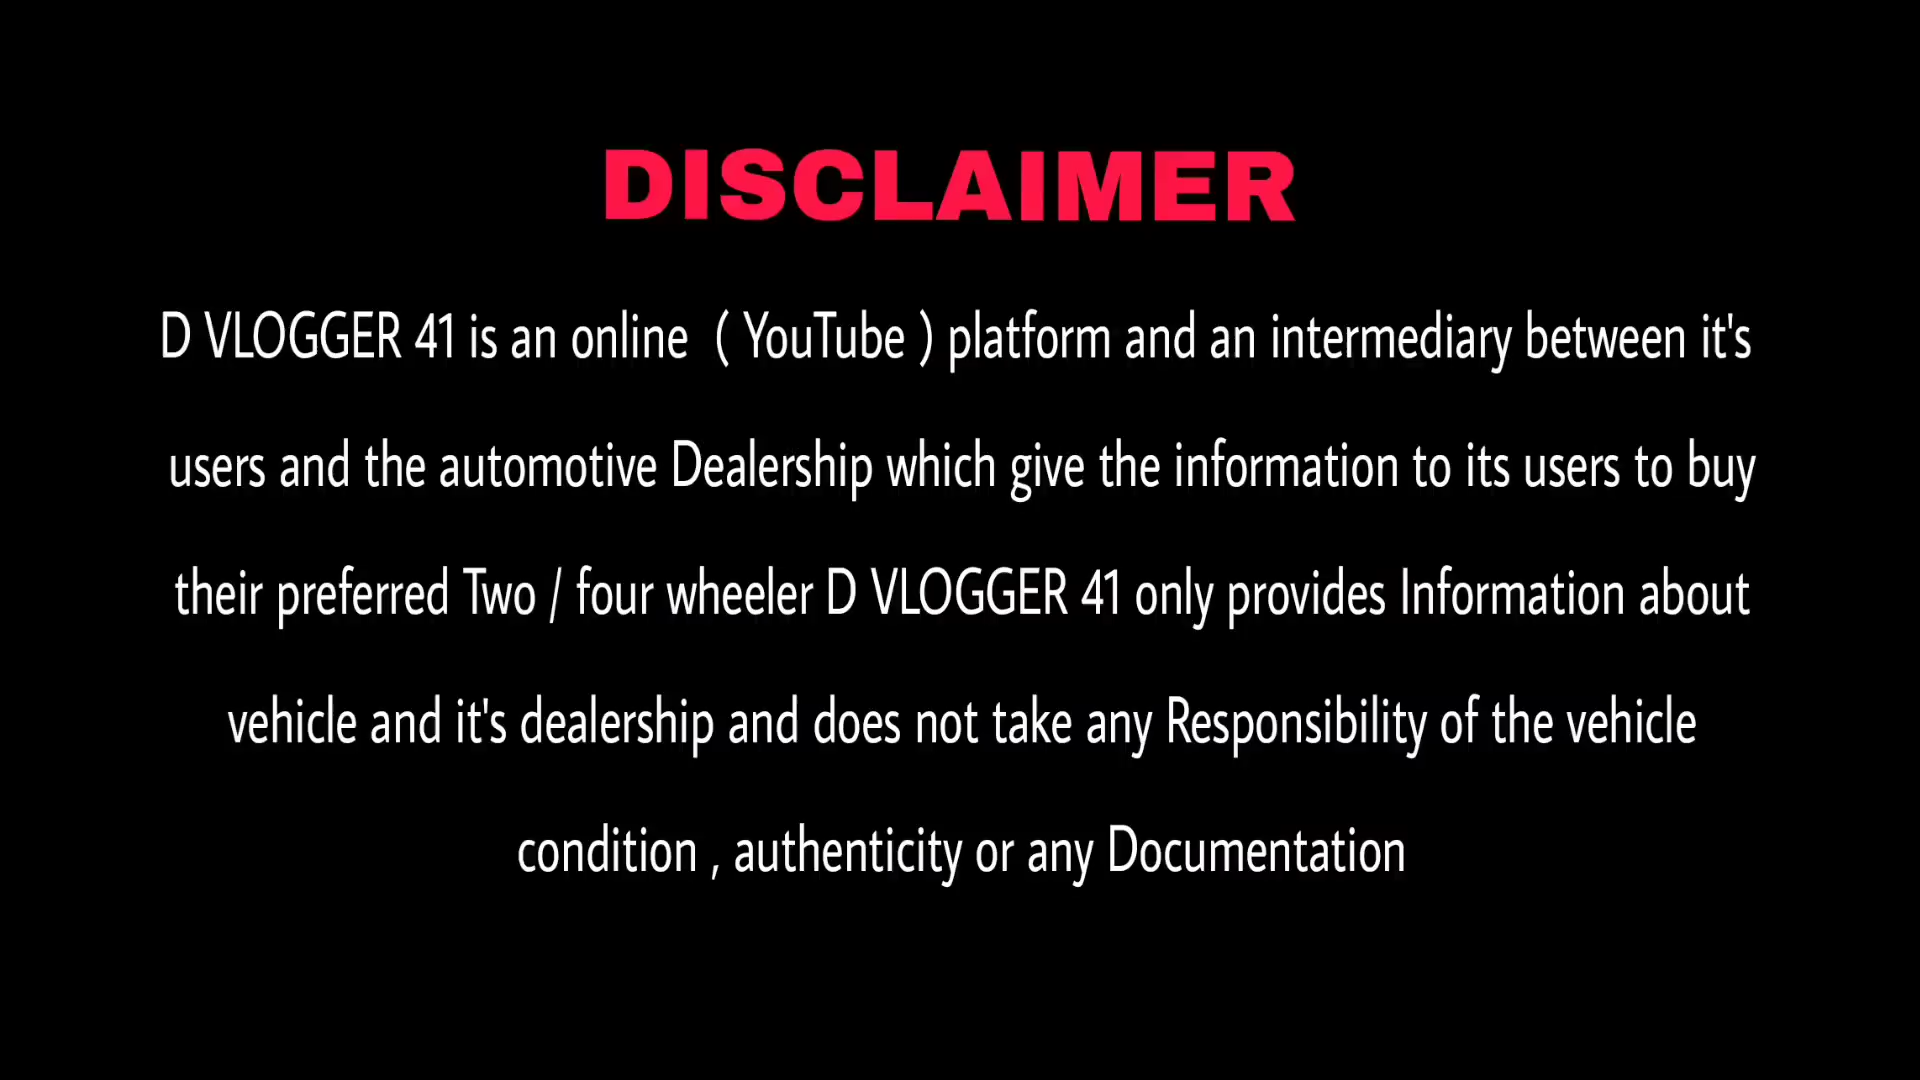 DISCLAIMER
D VLOGGER 41 is an online ( YouTube ) platform and an intermediary between it's
users and the automotive Dealership which give the information to its users to buy
their preferred Two / four wheeler D VLOGGER 41 only provides Information about
vehicle and it's dealership and does not take any Responsibility of the vehicle
condition , authenticity or any Documentation